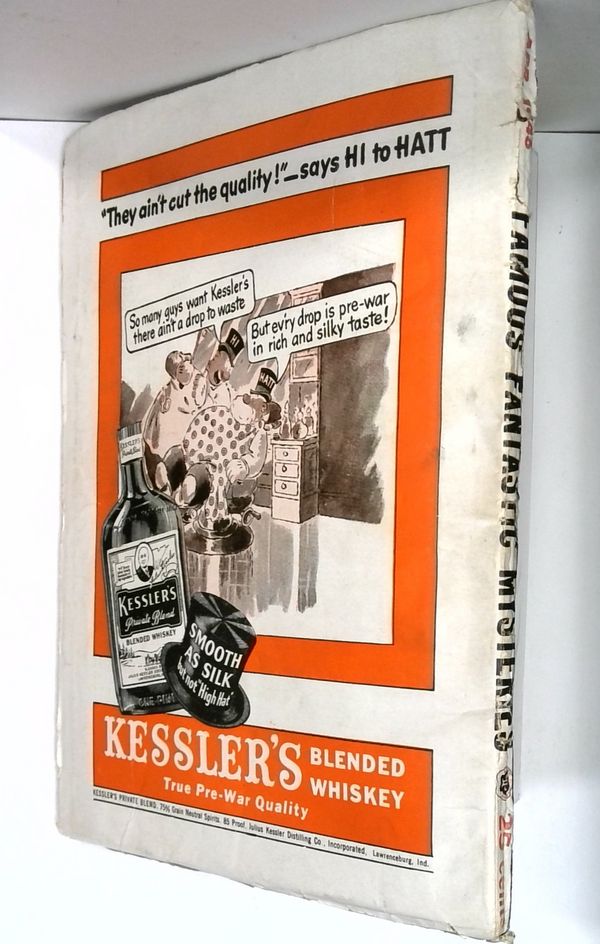 "They ain't cut the quality!"—says HI to HATT
So many guys want Kessler's
there ain't a drop to waste
But ev'ry drop is pre-war
in rich and silky taste!
HI
HATT
KESSLER'S
Private Blend
BLENDED WHISKEY
SMOOTH
AS SILK
but not "High Hat"
KESSLER'S BLENDED
WHISKEY
True Pre-War Quality
KESSLER'S PRIVATE BLEND. 75% Grain Neutral Spirits. 85 Proof. Julius Kessler Distilling Co., Incorporated, Lawrenceburg, Ind.
FAMOUS FANTASTIC MYSTERIES
25